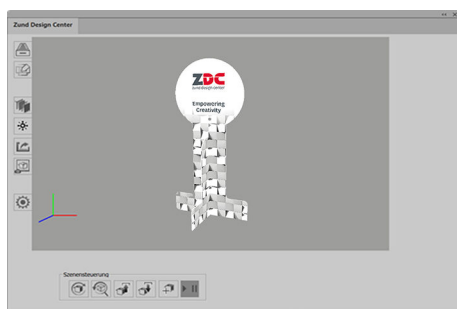 Zund Design Center
ZDC
zund design center
Empowering
Creativity
Szenensteuerung